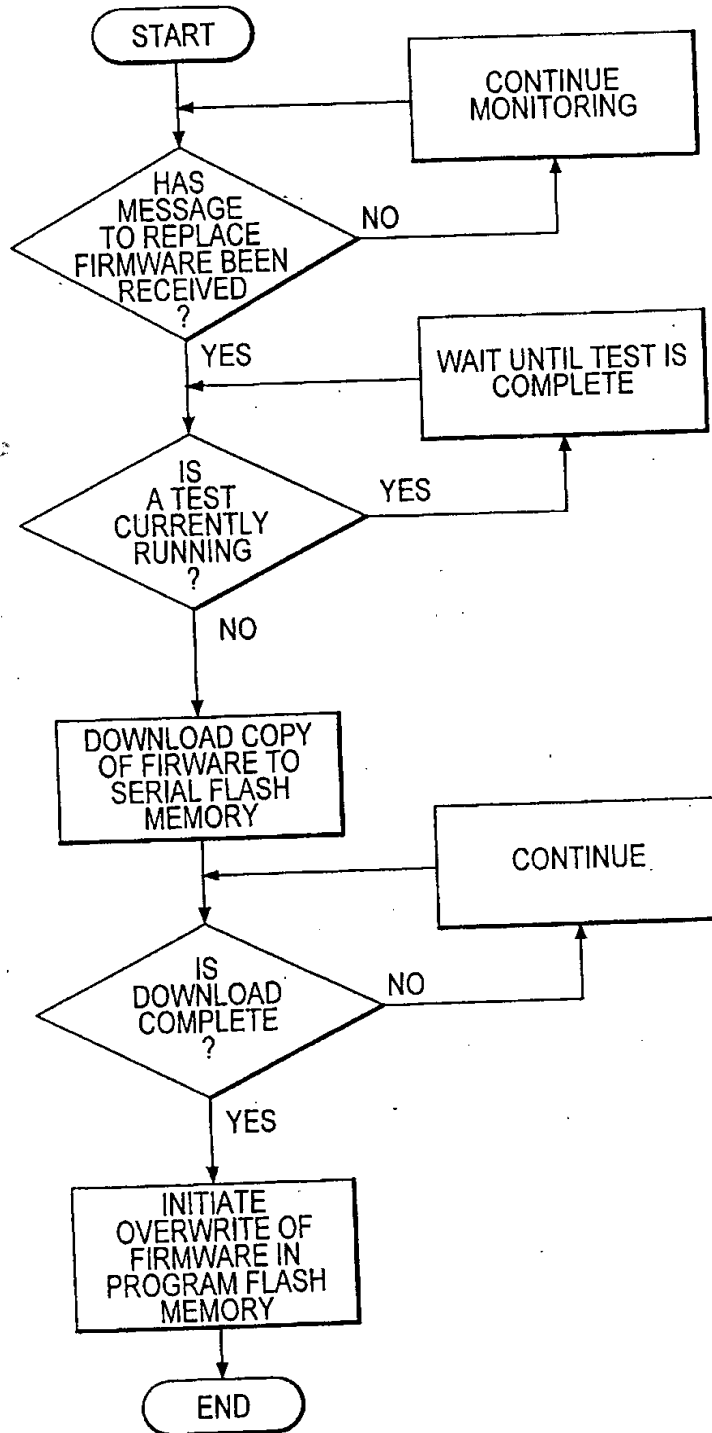 START
CONTINUE
MONITORING
HAS
MESSAGE
TO REPLACE
FIRMWARE BEEN
RECEIVED
?
NO
YES
WAIT UNTIL TEST IS
COMPLETE
IS
A TEST
CURRENTLY
RUNNING
?
YES
NO
DOWNLOAD COPY
OF FIRWARE TO
SERIAL FLASH
MEMORY
CONTINUE
IS
DOWNLOAD
COMPLETE
?
NO
YES
INITIATE
OVERWRITE OF
FIRMWARE IN
PROGRAM FLASH
MEMORY
END